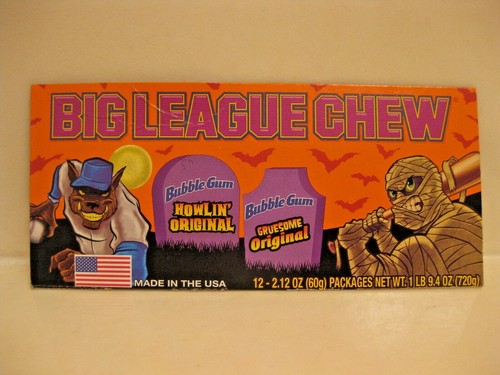 BIG LEAGUE CHEW
Bubble Gum
HOWLIN'
ORIGINAL
Bubble Gum
GRUESOME
Original
MADE IN THE USA
12 - 2.12 OZ (60g) PACKAGES NET WT. 1 LB 9.4 OZ (720g)